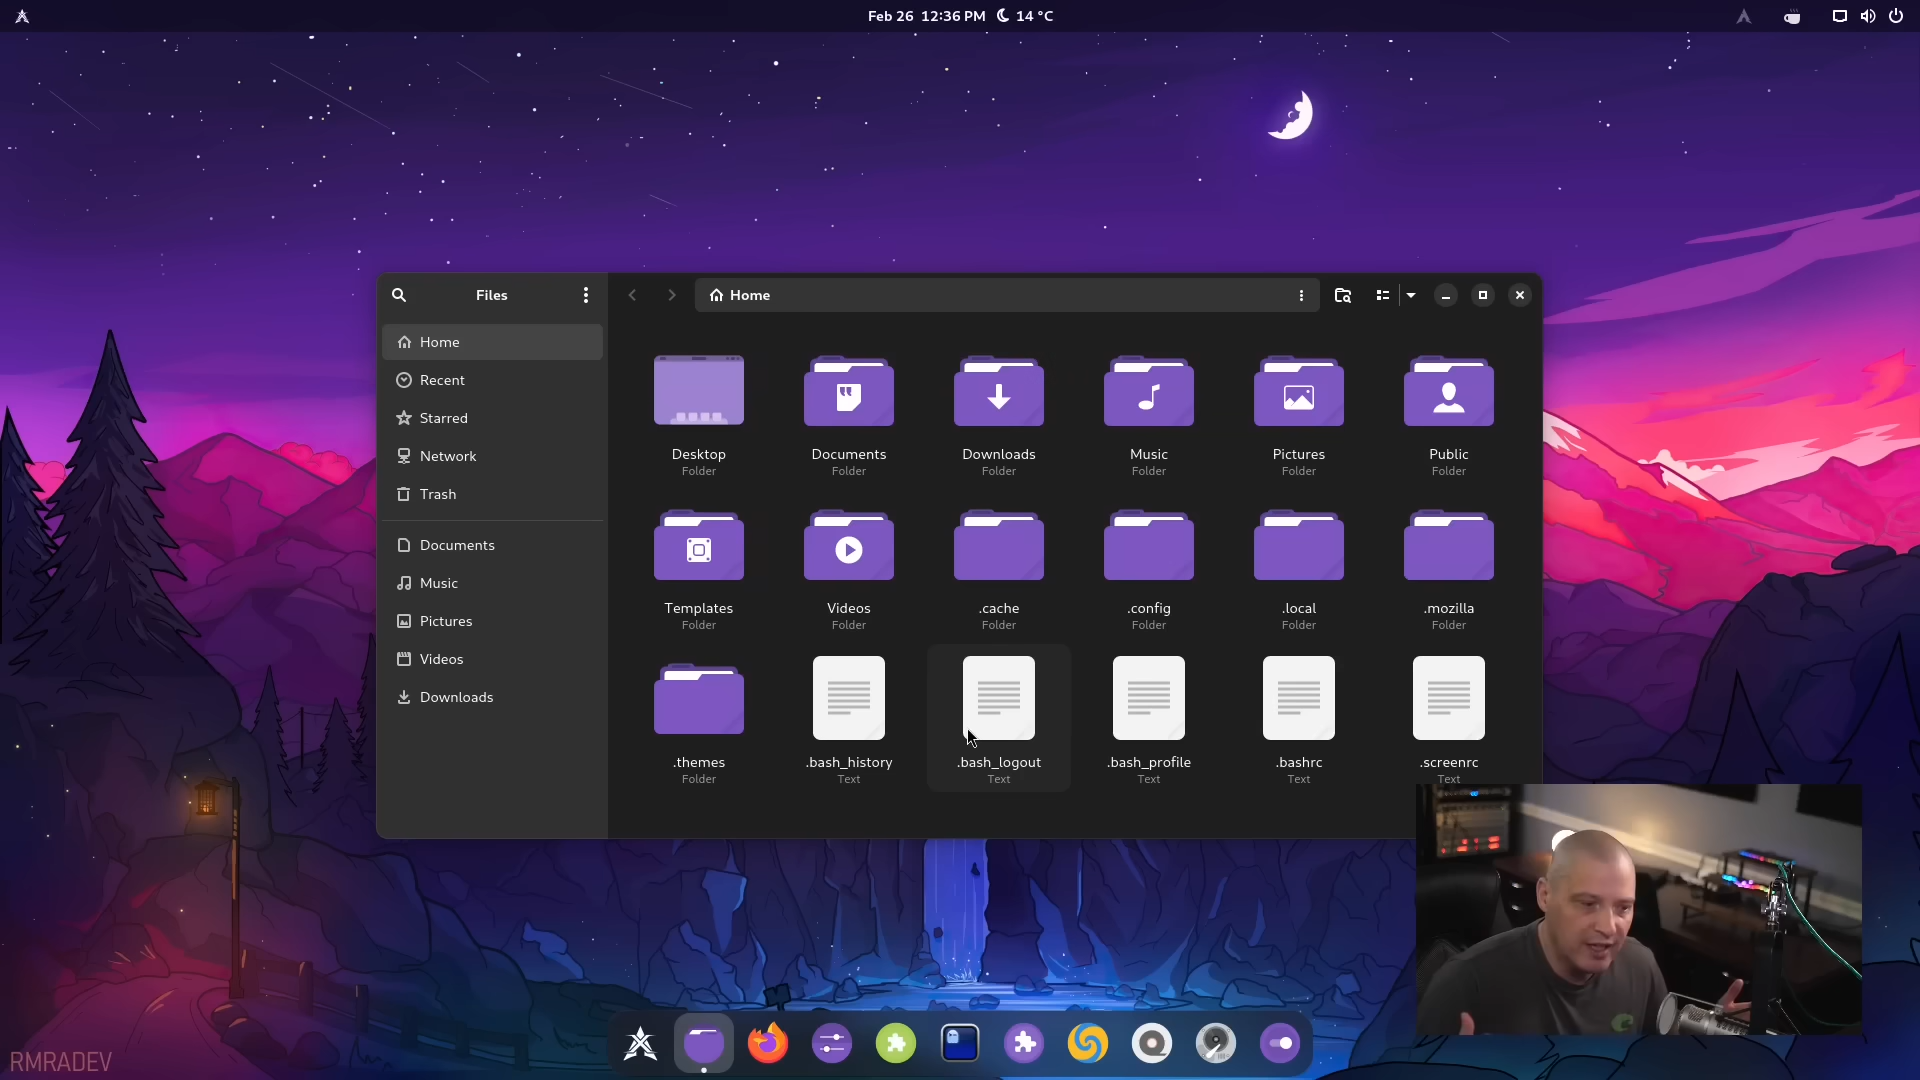 Feb 26 12:36 PM 14 °C
Files
Home
Home
Recent
Starred
Network
Trash
Documents
Music
Pictures
Videos
Downloads
Desktop
Folder
Documents
Folder
Downloads
Folder
Music
Folder
Pictures
Folder
Public
Folder
Templates
Folder
Videos
Folder
.cache
Folder
.config
Folder
.local
Folder
.mozilla
Folder
.themes
Folder
.bash_history
Text
.bash_logout
Text
.bash_profile
Text
.bashrc
Text
.screenrc
Text
RMRADEV